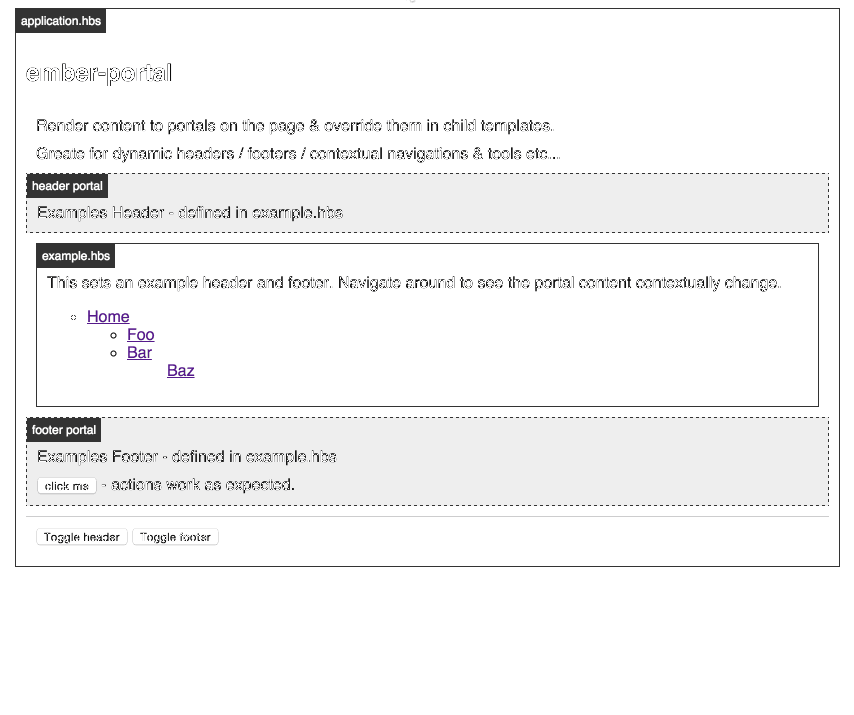 application.hbs
ember-portal
Render content to portals on the page & override them in child templates.
Greate for dynamic headers / footers / contextual navigations & tools etc...
header portal
Examples Header - defined in example.hbs
example.hbs
This sets an example header and footer. Navigate around to see the portal content contextually change.
Home
Foo
Bar
Baz
footer portal
Examples Footer - defined in example.hbs
click me - actions work as expected.
Toggle header Toggle footer